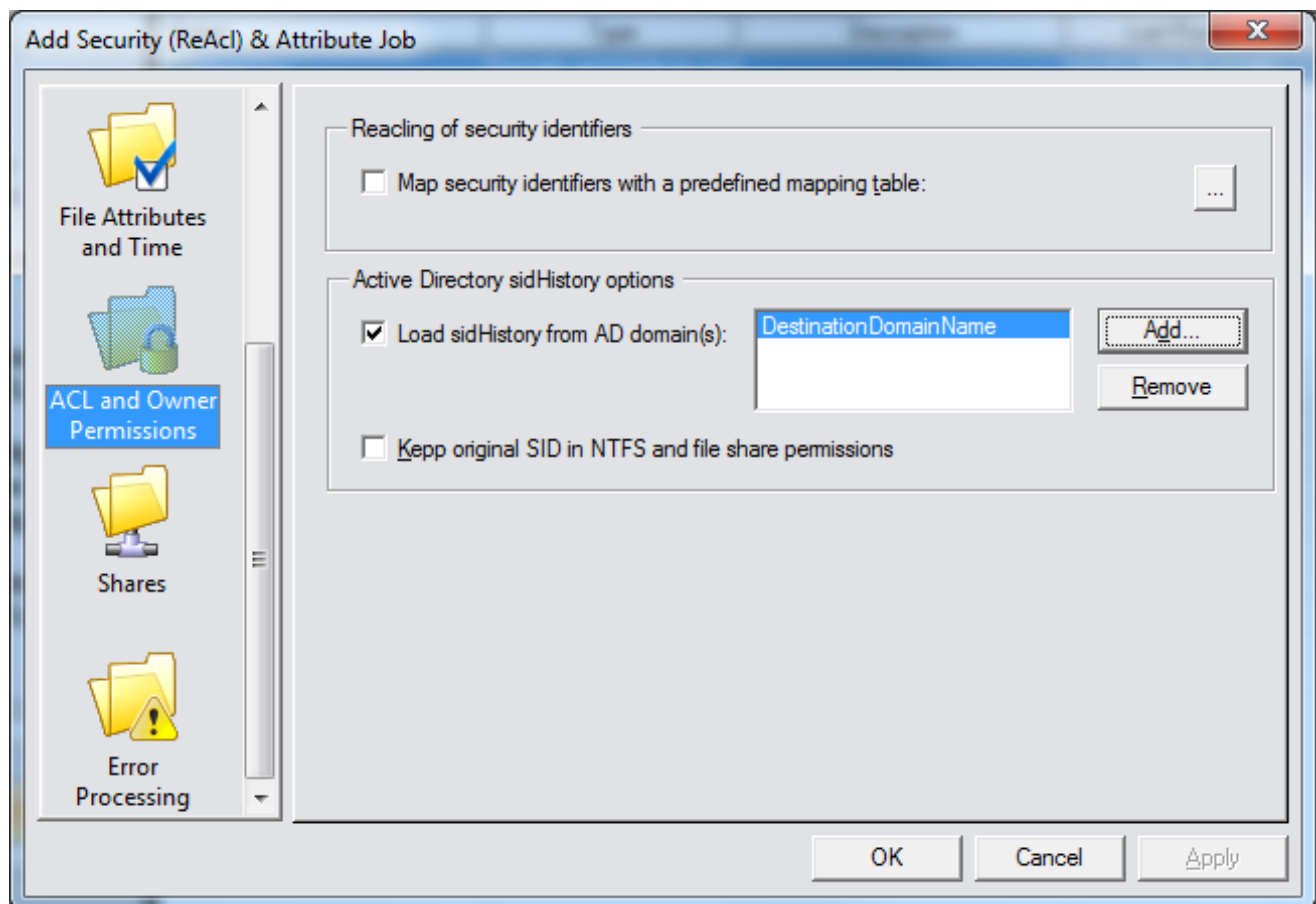 Add Security (ReAcl) & Attribute Job
Type
Description
File Attributes
and Time
ACL and Owner
Permissions
Shares
Error
Processing
Reacling of security identifiers
Map security identifiers with a predefined mapping table:
...
Active Directory sidHistory options
Load sidHistory from AD domain(s):
DestinationDomainName
Add...
Remove
Kepp original SID in NTFS and file share permissions
OK
Cancel
Apply